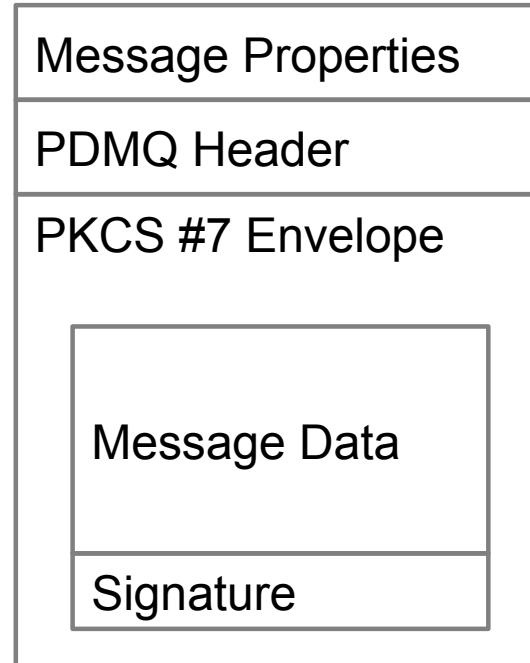 Message Properties
PDMQ Header
PKCS #7 Envelope
Message Data
Signature